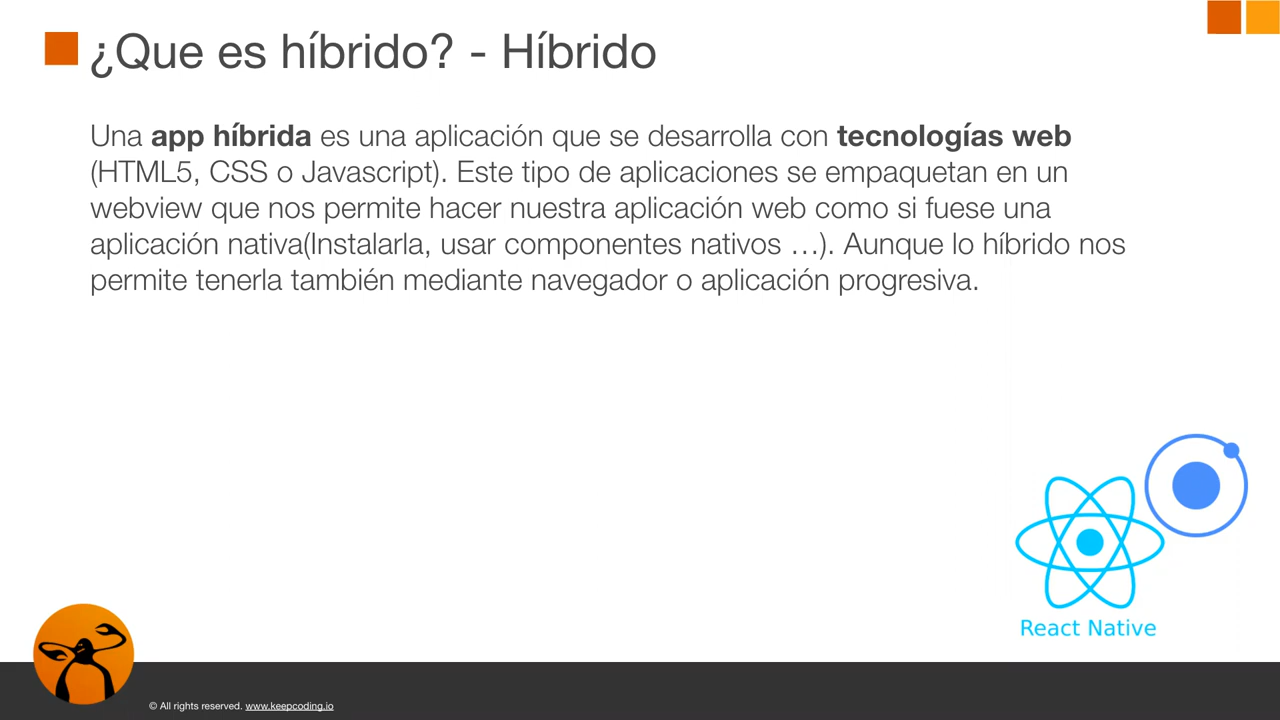 ¿Que es híbrido? - Híbrido
Una app híbrida es una aplicación que se desarrolla con tecnologías web
(HTML5, CSS o Javascript). Este tipo de aplicaciones se empaquetan en un
webview que nos permite hacer nuestra aplicación web como si fuese una
aplicación nativa(Instalarla, usar componentes nativos …). Aunque lo híbrido nos
permite tenerla también mediante navegador o aplicación progresiva.
React Native
© All rights reserved. www.keepcoding.io